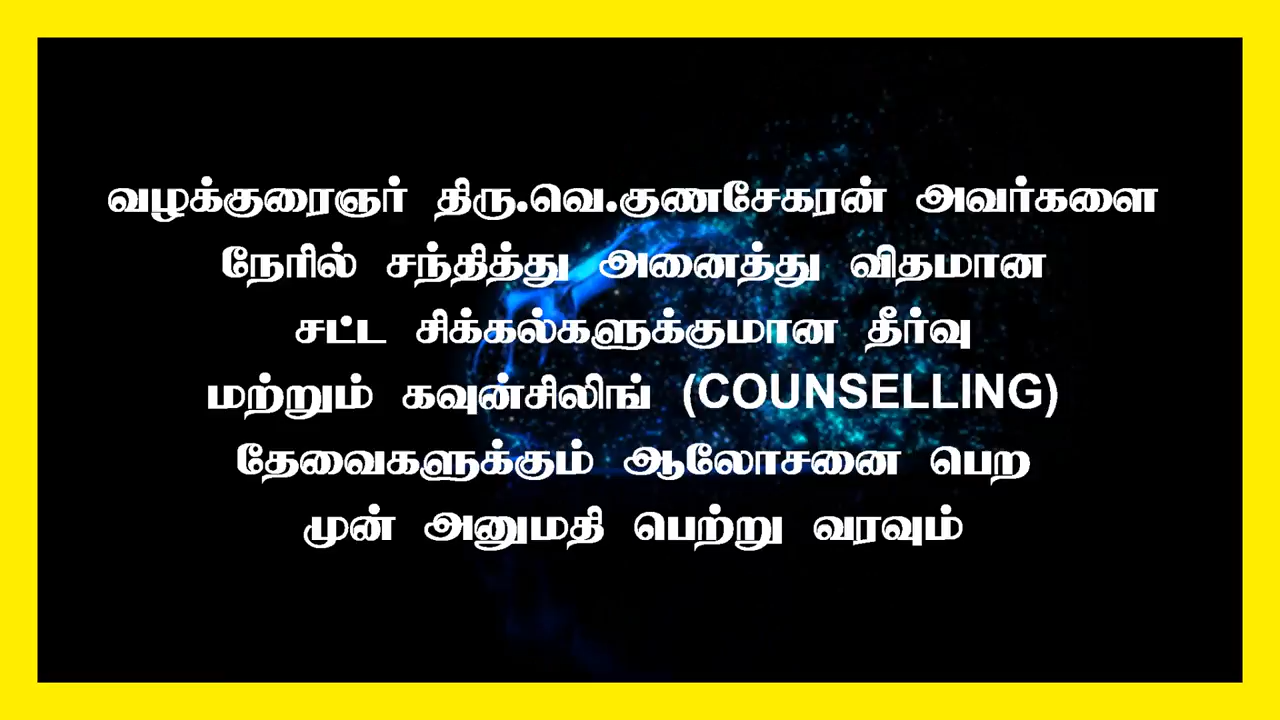 வழக்குரைஞர் திரு.வெ.குணசேகரன் அவர்களை
நேரில் சந்தித்து அனைத்து விதமான
சட்ட சிக்கல்களுக்குமான தீர்வு
மற்றும் கவுன்சிலிங் (COUNSELLING)
தேவைகளுக்கும் ஆலோசனை பெற
முன் அனுமதி பெற்று வரவும்